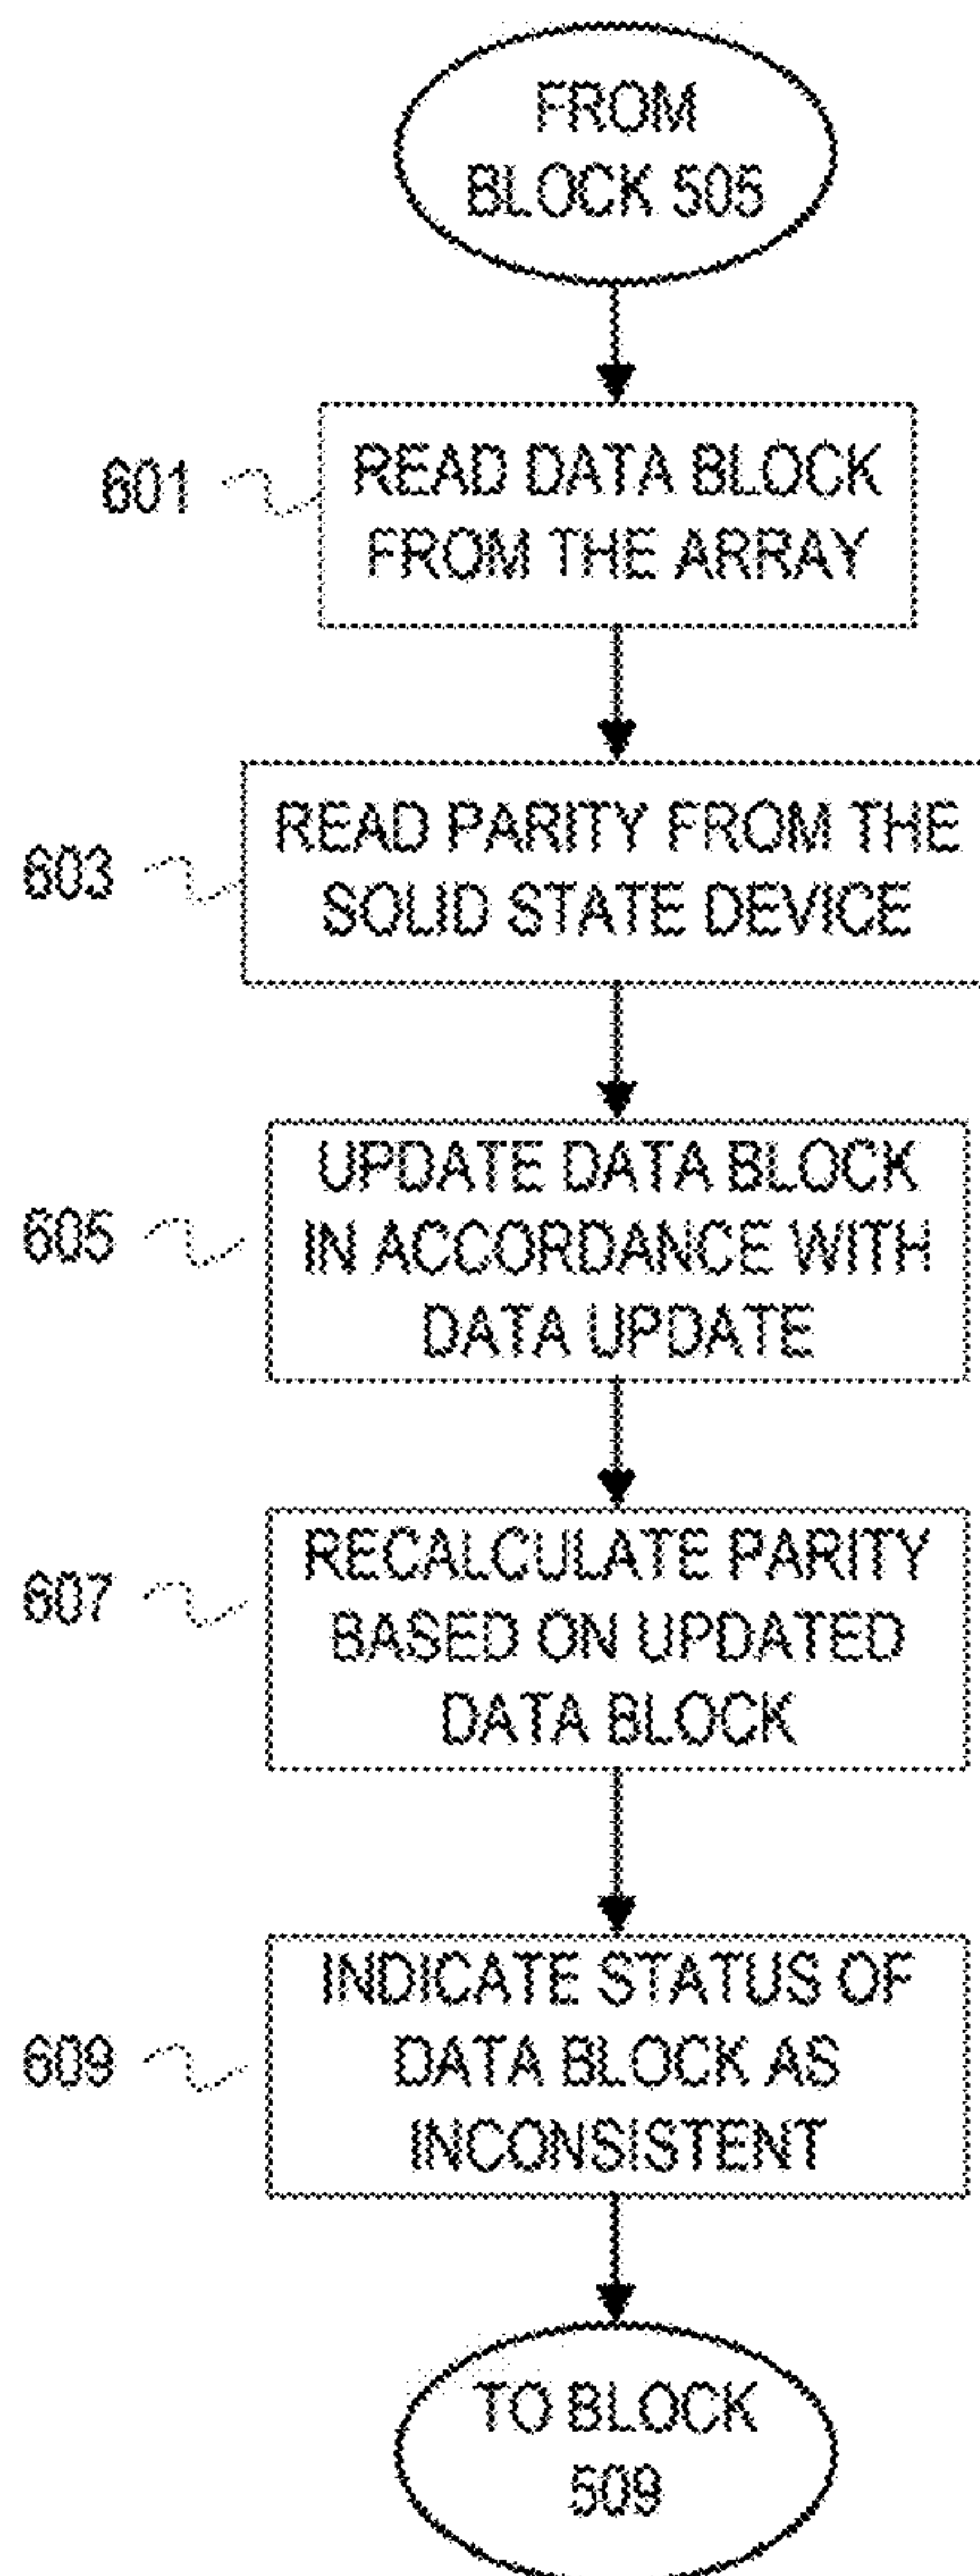 FROM
BLOCK 505
601
READ DATA BLOCK
FROM THE ARRAY
603
READ PARITY FROM THE
SOLID STATE DEVICE
605
UPDATE DATA BLOCK
IN ACCORDANCE WITH
DATA UPDATE
607
RECALCULATE PARITY
BASED ON UPDATED
DATA BLOCK
609
INDICATE STATUS OF
DATA BLOCK AS
INCONSISTENT
TO BLOCK
509